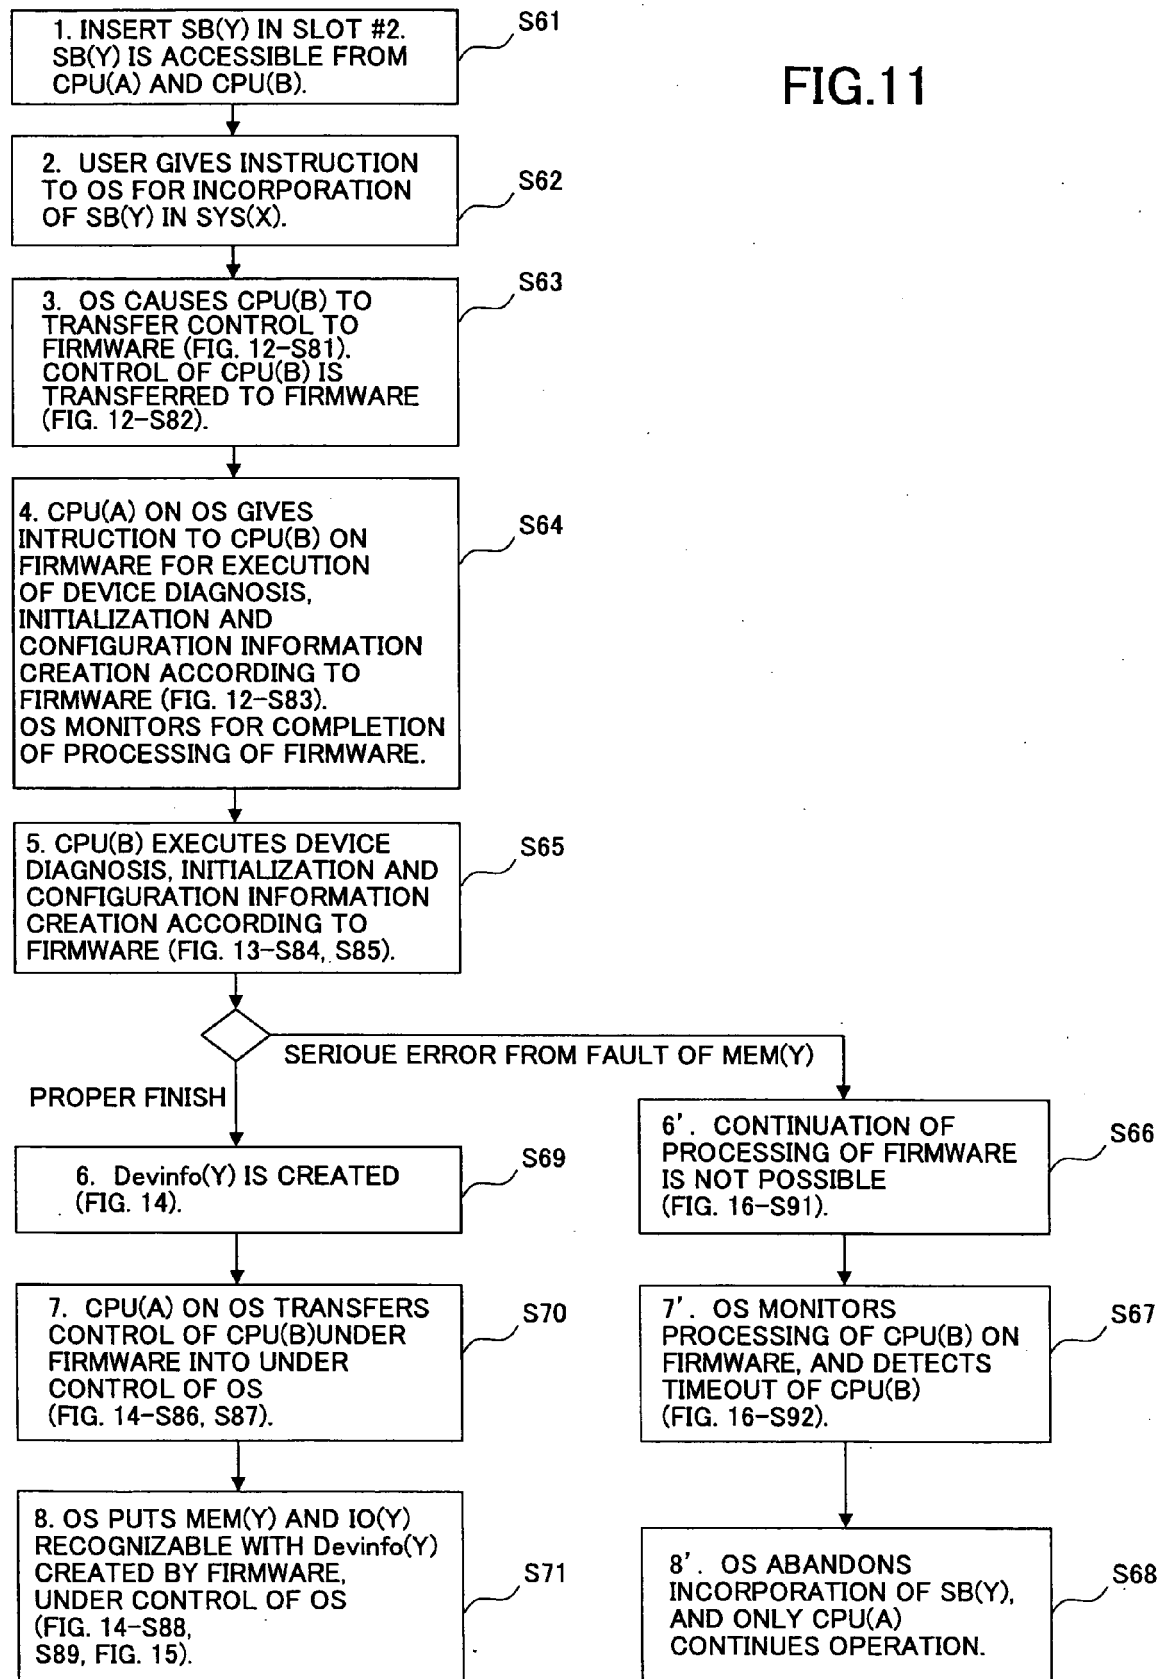 FIG.11
1. INSERT SB(Y) IN SLOT #2.
SB(Y) IS ACCESSIBLE FROM
CPU(A) AND CPU(B).
S61
2. USER GIVES INSTRUCTION
TO OS FOR INCORPORATION
OF SB(Y) IN SYS(X).
S62
3. OS CAUSES CPU(B) TO
TRANSFER CONTROL TO
FIRMWARE (FIG. 12-S81).
CONTROL OF CPU(B) IS
TRANSFERRED TO FIRMWARE
(FIG. 12-S82).
S63
4. CPU(A) ON OS GIVES
INTRUCTION TO CPU(B) ON
FIRMWARE FOR EXECUTION
OF DEVICE DIAGNOSIS,
INITIALIZATION AND
CONFIGURATION INFORMATION
CREATION ACCORDING TO
FIRMWARE (FIG. 12-S83).
OS MONITORS FOR COMPLETION
OF PROCESSING OF FIRMWARE.
S64
5. CPU(B) EXECUTES DEVICE
DIAGNOSIS, INITIALIZATION AND
CONFIGURATION INFORMATION
CREATION ACCORDING TO
FIRMWARE (FIG. 13-S84, S85).
S65
SERIOUE ERROR FROM FAULT OF MEM(Y)
PROPER FINISH
6. Devinfo(Y) IS CREATED
(FIG. 14).
S69
7. CPU(A) ON OS TRANSFERS
CONTROL OF CPU(B)UNDER
FIRMWARE INTO UNDER
CONTROL OF OS
(FIG. 14-S86, S87).
S70
8. OS PUTS MEM(Y) AND IO(Y)
RECOGNIZABLE WITH Devinfo(Y)
CREATED BY FIRMWARE,
UNDER CONTROL OF OS
(FIG. 14-S88,
S89, FIG. 15).
S71
6'. CONTINUATION OF
PROCESSING OF FIRMWARE
IS NOT POSSIBLE
(FIG. 16-S91).
S66
7'. OS MONITORS
PROCESSING OF CPU(B) ON
FIRMWARE, AND DETECTS
TIMEOUT OF CPU(B)
(FIG. 16-S92).
S67
8'. OS ABANDONS
INCORPORATION OF SB(Y),
AND ONLY CPU(A)
CONTINUES OPERATION.
S68